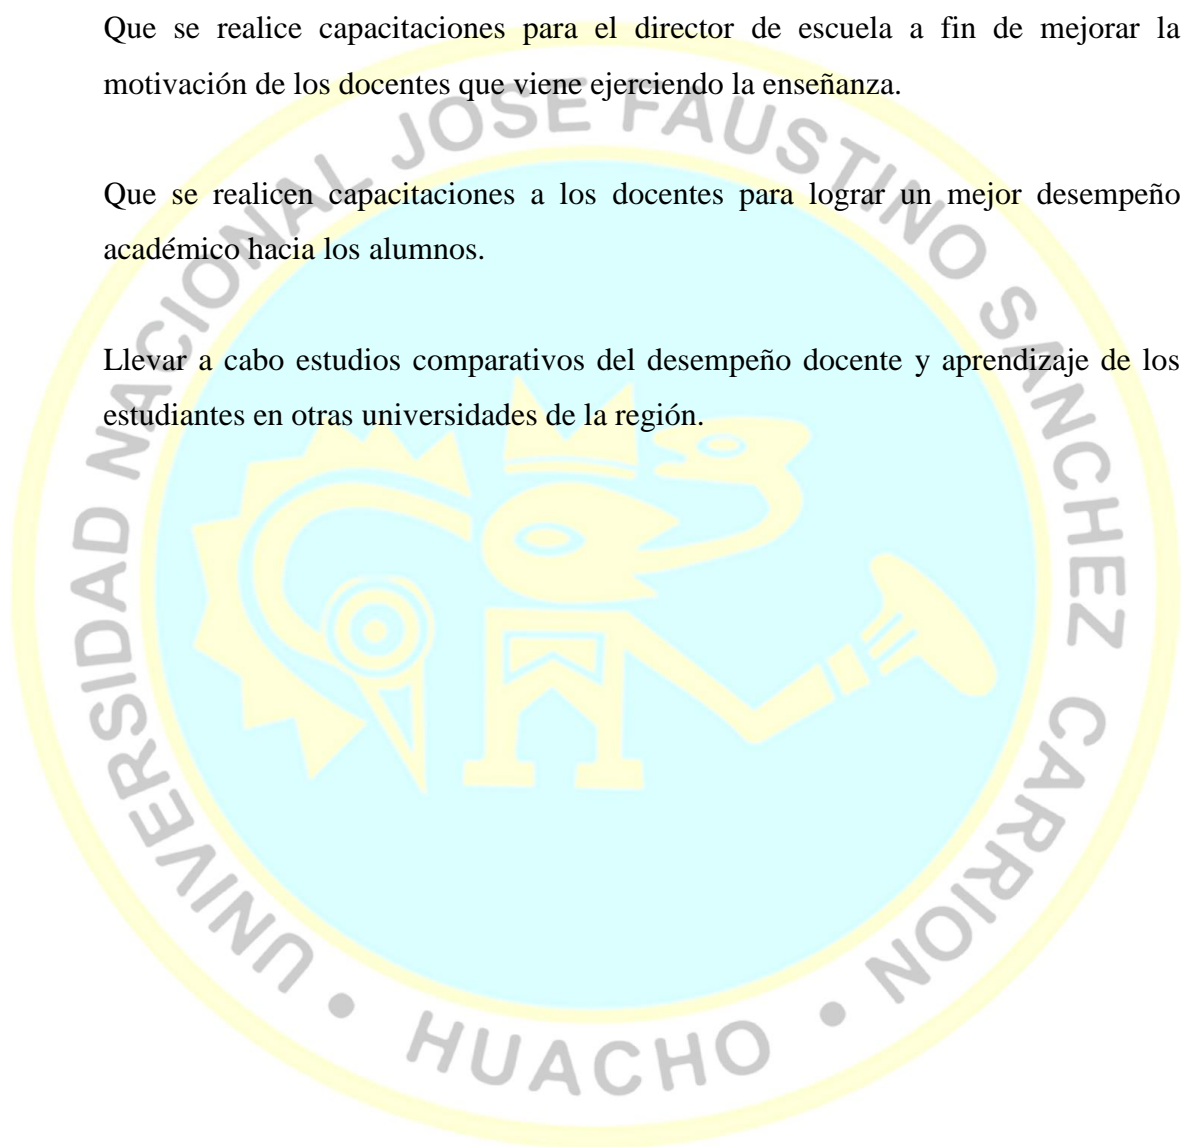 Que se realice capacitaciones para el director de escuela a fin de mejorar la
motivación de los docentes que viene ejerciendo la enseñanza.
Que se realicen capacitaciones a los docentes para lograr un mejor desempeño
académico hacia los alumnos.
Llevar a cabo estudios comparativos del desempeño docente y aprendizaje de los
estudiantes en otras universidades de la región.
UNIVERSIDAD NACIONAL JOSE FAUSTINO SANCHEZ CARRION
• HUACHO •